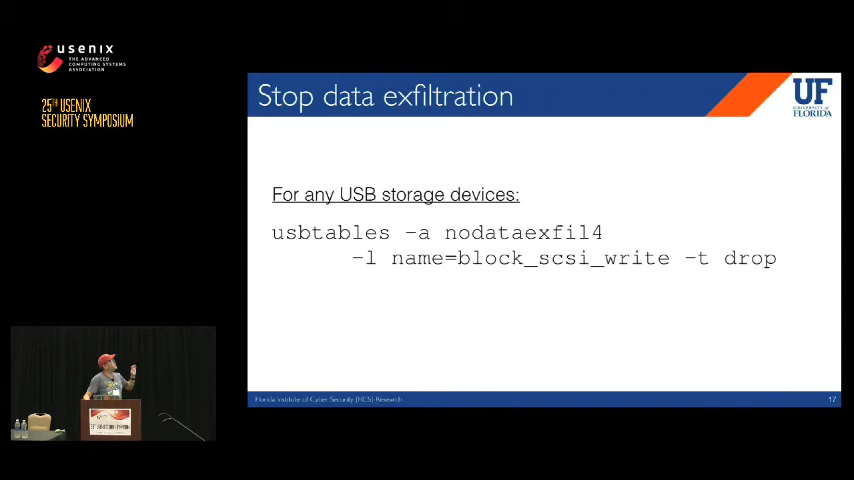 usenix
THE ADVANCED
COMPUTING SYSTEMS
ASSOCIATION
25TH USENIX
SECURITY SYMPOSIUM
Stop data exfiltration
UF
UNIVERSITY of
FLORIDA
For any USB storage devices:
usbtables -a nodataexfil4
-l name=block_scsi_write -t drop
Florida Institute of Cyber Security (FICS) Research
17